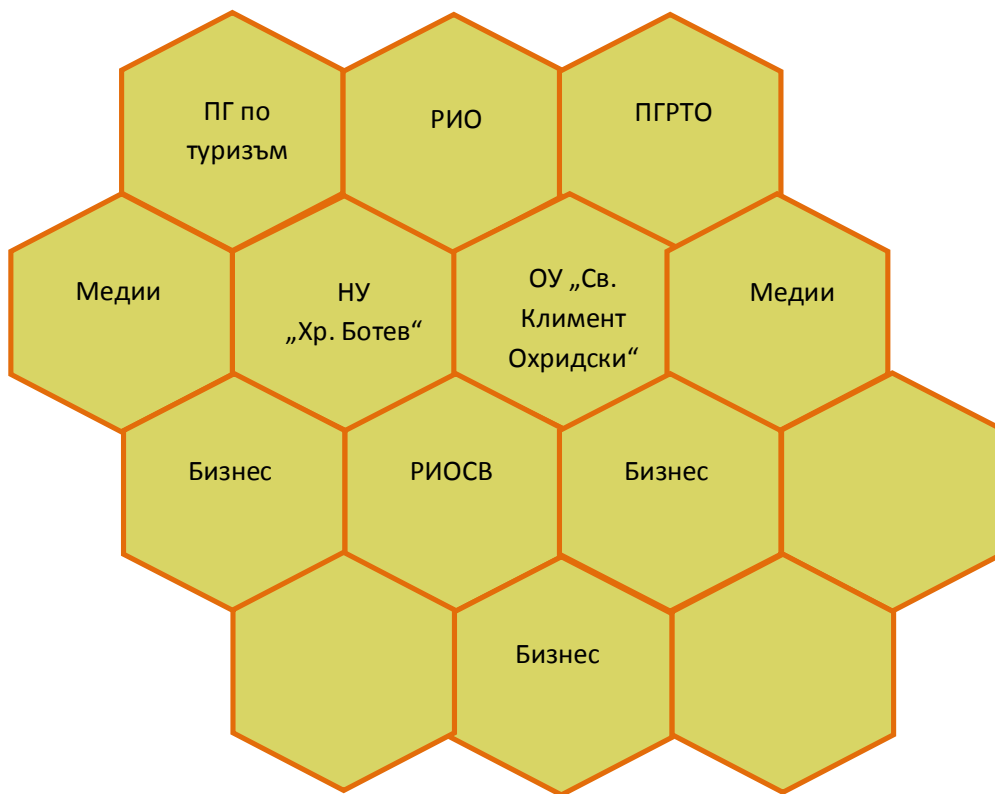 ПГ по
туризъм
РИО
ПГРТО
Медии
НУ
„Хр. Ботев“
ОУ „Св.
Климент
Охридски“
Медии
Бизнес
РИОСВ
Бизнес
Бизнес